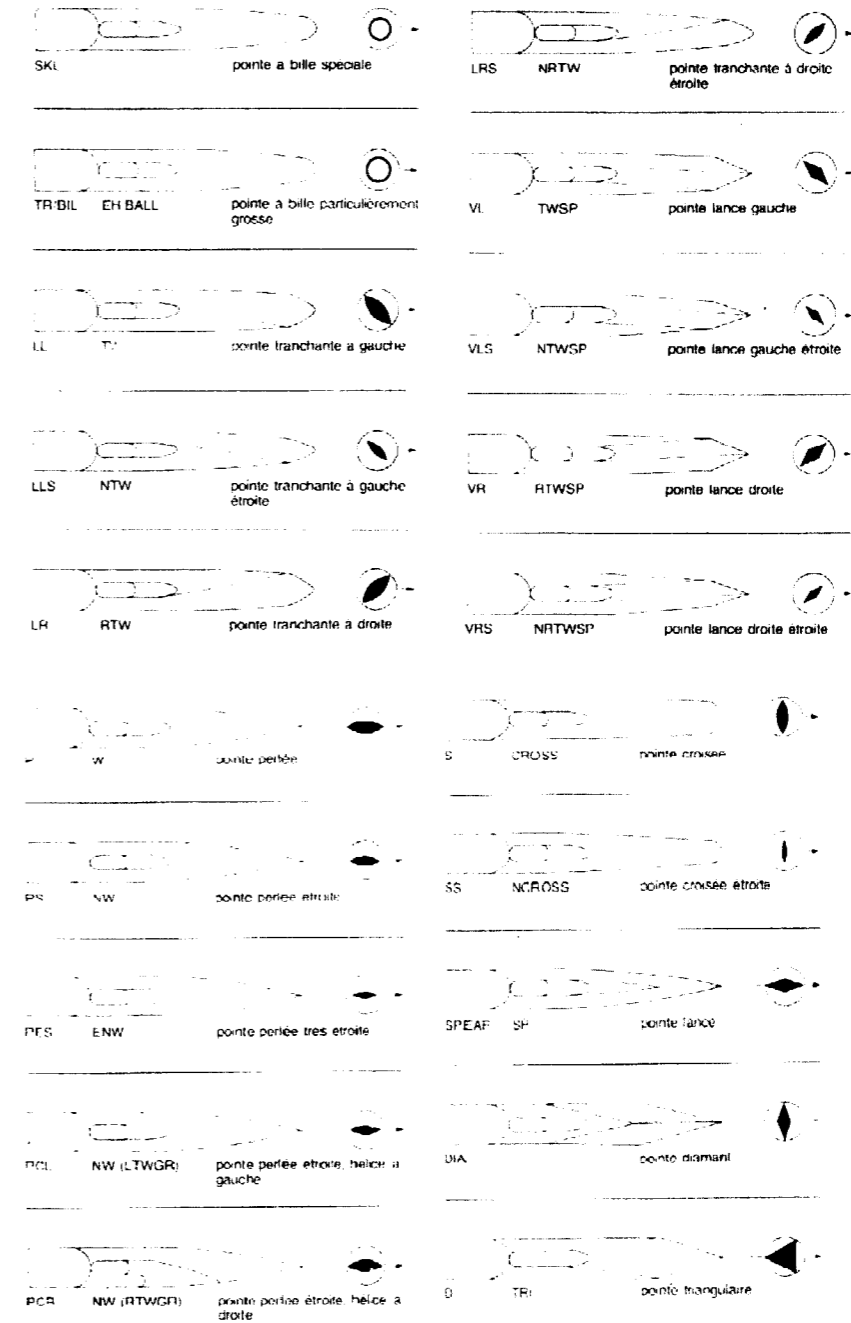 SKL pointe a bille spéciale
TR:BIL EH BALL pointe a bille particulièrement
grosse
LL pointe tranchante a gauche
LLS NTW pointe tranchante à gauche
étroite
LR RTW pointe tranchante a droite
LRS NRTW pointe tranchante à droite
étroite
VL TWSP pointe lance gauche
VLS NTWSP pointe lance gauche étroite
VR RTWSP pointe lance droite
VRS NRTWSP pointe lance droite étroite
W pointe perlée
PS NW pointe perlée étroite
PES ENW pointe perlée tres etroite
PCL NW (LTWGR) pointe perlée etroite, hélice a
gauche
PCR NW (RTWGR) pointe perlee étroite, hélice a
droite
S CROSS pointe croisée
SS NCROSS pointe croisée étroite
SPEAR SP pointe lance
DIA pointe diamant
D TRI pointe triangulaire